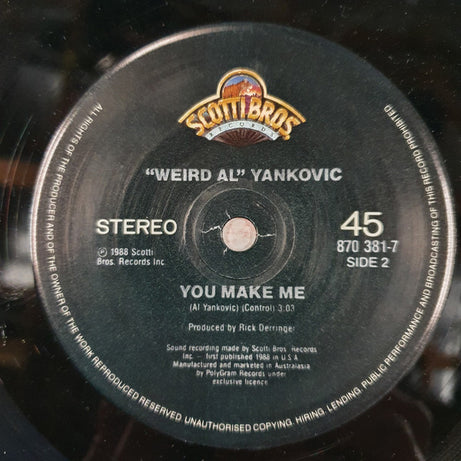 SCOTTI BROS.
RECORDS
"WEIRD AL" YANKOVIC
STEREO
45
870 381-7
SIDE 2
℗ 1988 Scotti
Bros. Records Inc
YOU MAKE ME
(Al Yankovic) (Control) 3:03
Produced by Rick Derringer
Sound recording made by Scotti Bros. Records
Inc. – first published 1988 in U.S.A
Manufactured and marketed in Australasia
by PolyGram Records under
exclusive licence
ALL RIGHTS OF THE PRODUCER AND OF THE OWNER OF THE WORK REPRODUCED RESERVED. UNAUTHORISED COPYING, HIRING, LENDING, PUBLIC PERFORMANCE AND BROADCASTING OF THIS RECORD PROHIBITED